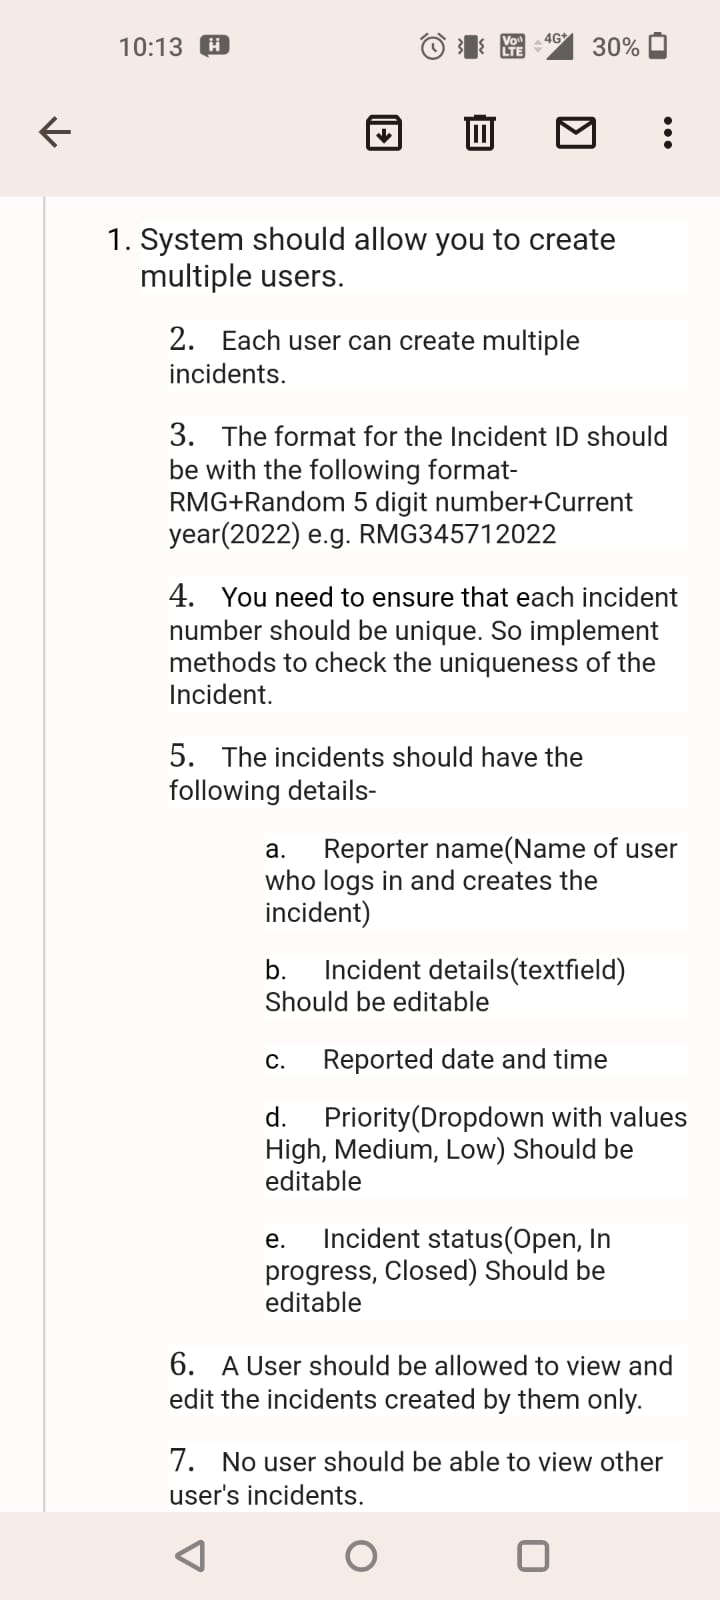 10:13 H
Vo)) LTE 4G+ 30%
1. System should allow you to create
multiple users.
2. Each user can create multiple
incidents.
3. The format for the Incident ID should
be with the following format-
RMG+Random 5 digit number+Current
year(2022) e.g. RMG345712022
4. You need to ensure that each incident
number should be unique. So implement
methods to check the uniqueness of the
Incident.
5. The incidents should have the
following details-
a. Reporter name(Name of user
who logs in and creates the
incident)
b. Incident details(textfield)
Should be editable
c. Reported date and time
d. Priority(Dropdown with values
High, Medium, Low) Should be
editable
e. Incident status(Open, In
progress, Closed) Should be
editable
6. A User should be allowed to view and
edit the incidents created by them only.
7. No user should be able to view other
user's incidents.